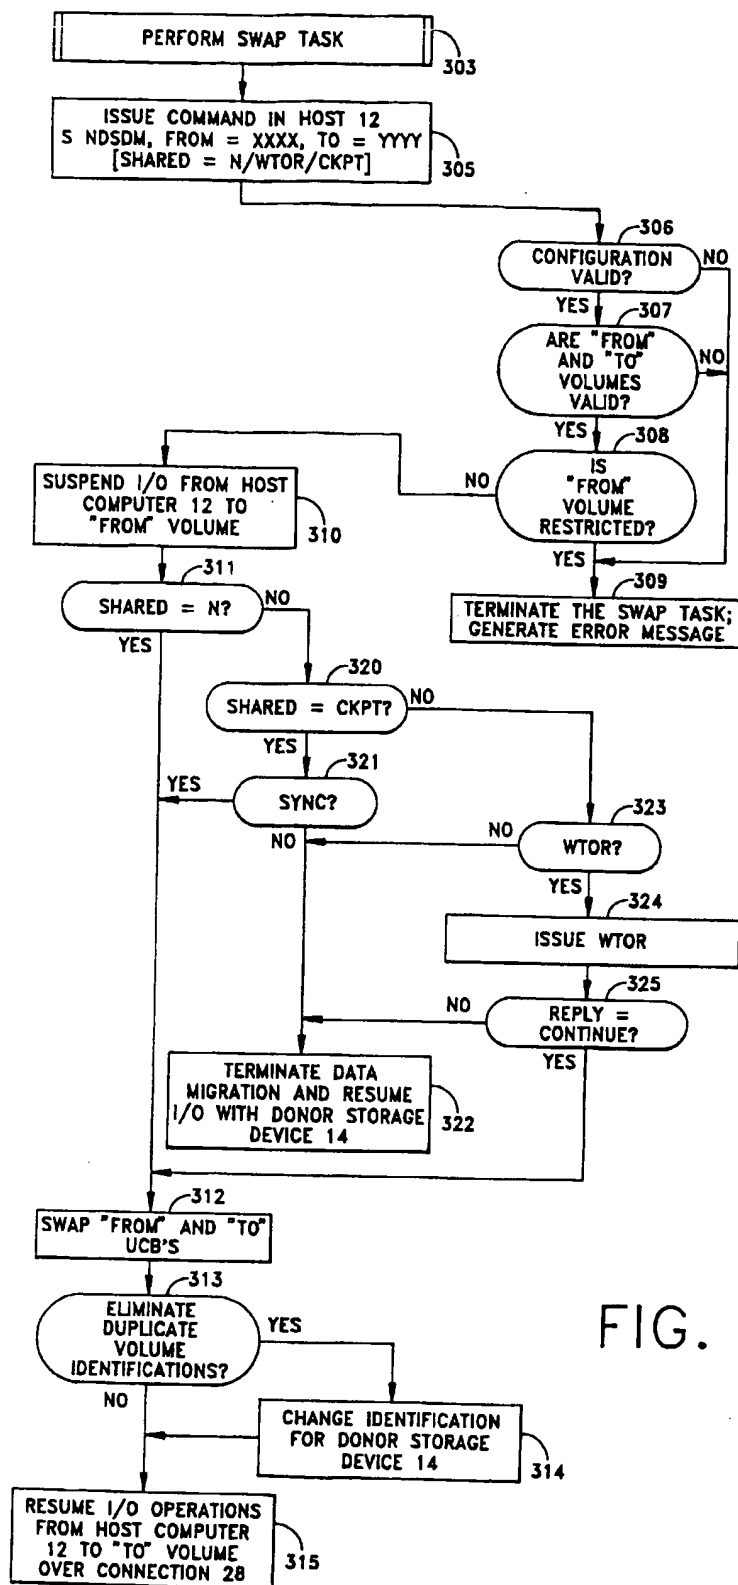 PERFORM SWAP TASK
303
ISSUE COMMAND IN HOST 12
S NDSDM, FROM = XXXX, TO = YYYY
[SHARED = N/WTOR/CKPT]
305
306
CONFIGURATION
VALID?
NO
YES
307
ARE "FROM"
AND "TO"
VOLUMES
VALID?
NO
YES
308
IS
"FROM"
VOLUME
RESTRICTED?
NO
YES
SUSPEND I/O FROM HOST
COMPUTER 12 TO
"FROM" VOLUME
310
309
TERMINATE THE SWAP TASK;
GENERATE ERROR MESSAGE
311
SHARED = N?
NO
YES
320
SHARED = CKPT?
NO
YES
321
SYNC?
YES
NO
323
WTOR?
NO
YES
324
ISSUE WTOR
325
REPLY =
CONTINUE?
NO
YES
TERMINATE DATA
MIGRATION AND RESUME
I/O WITH DONOR STORAGE
DEVICE 14
322
312
SWAP "FROM" AND "TO"
UCB'S
313
ELIMINATE
DUPLICATE
VOLUME
IDENTIFICATIONS?
YES
NO
CHANGE IDENTIFICATION
FOR DONOR STORAGE
DEVICE 14
314
RESUME I/O OPERATIONS
FROM HOST COMPUTER
12 TO "TO" VOLUME
OVER CONNECTION 28
315
FIG.